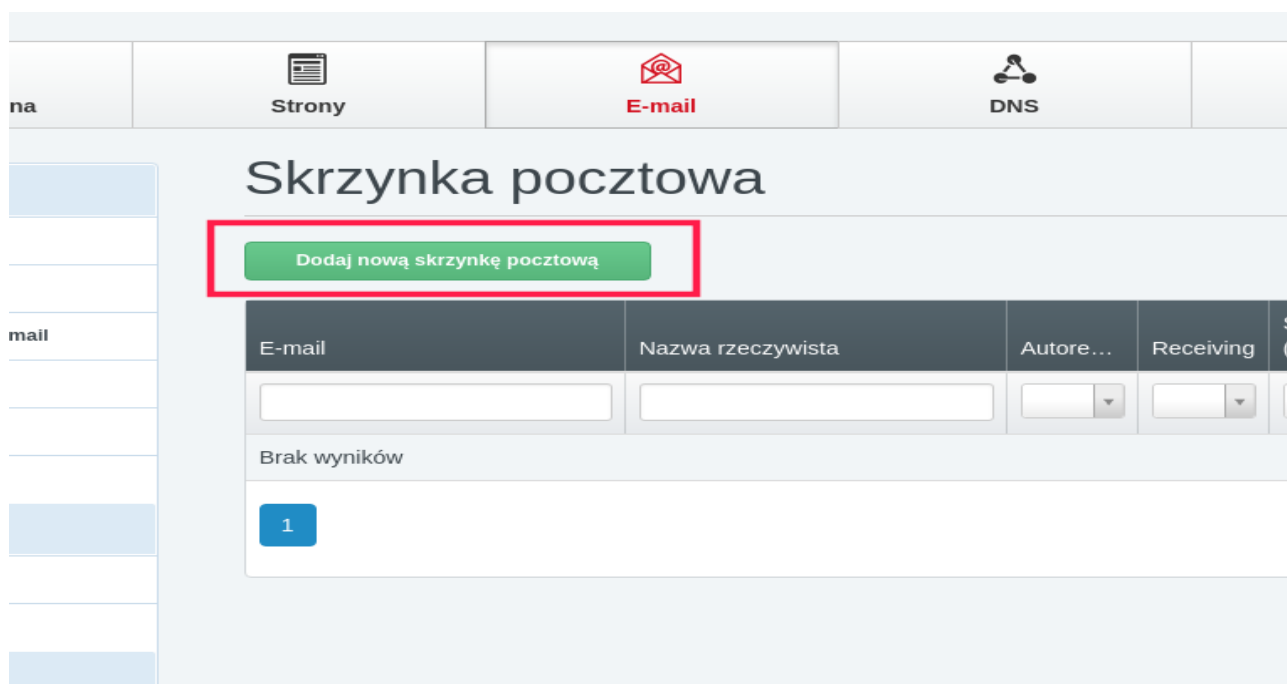 na
Strony
E-mail
DNS
Skrzynka pocztowa
Dodaj nową skrzynkę pocztową
mail
E-mail
Nazwa rzeczywista
Autore...
Receiving
Brak wyników
1